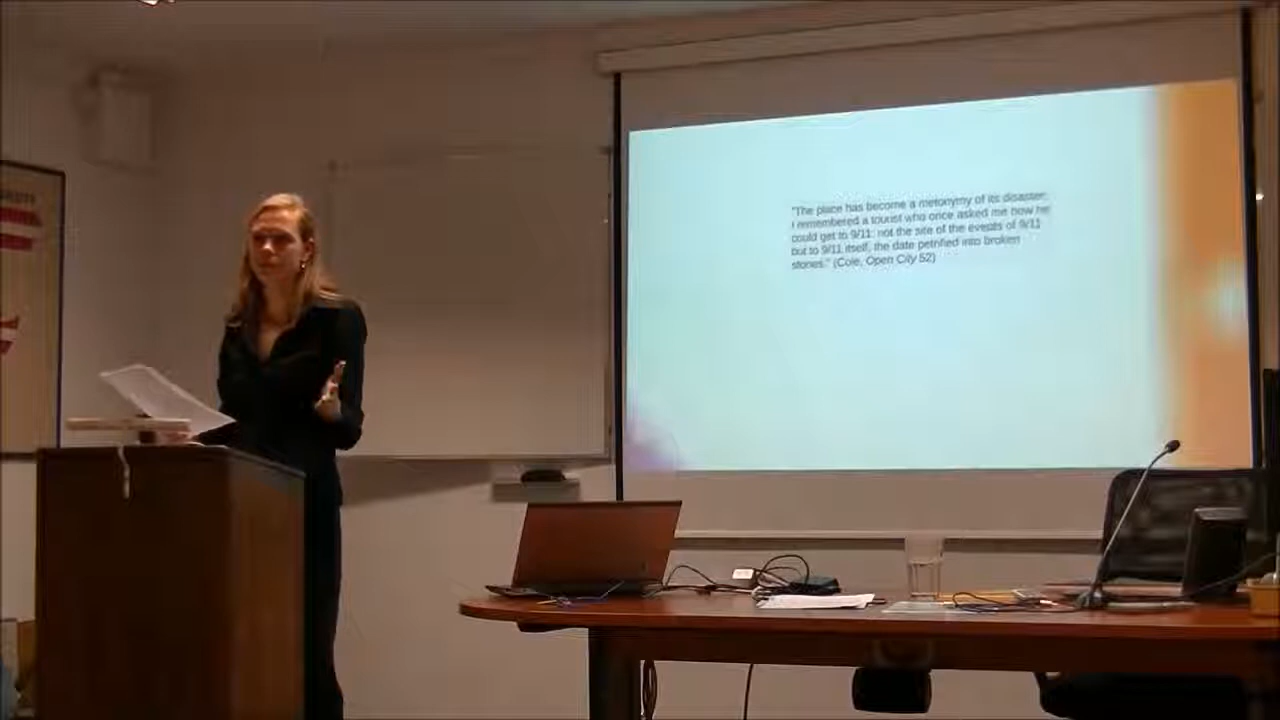 "The place has become a metonymy of its disaster:
I remembered a tourist who once asked me how he
could get to 9/11: not the site of the events of 9/11
but to 9/11 itself, the date petrified into broken
stones." (Cole, Open City 52)